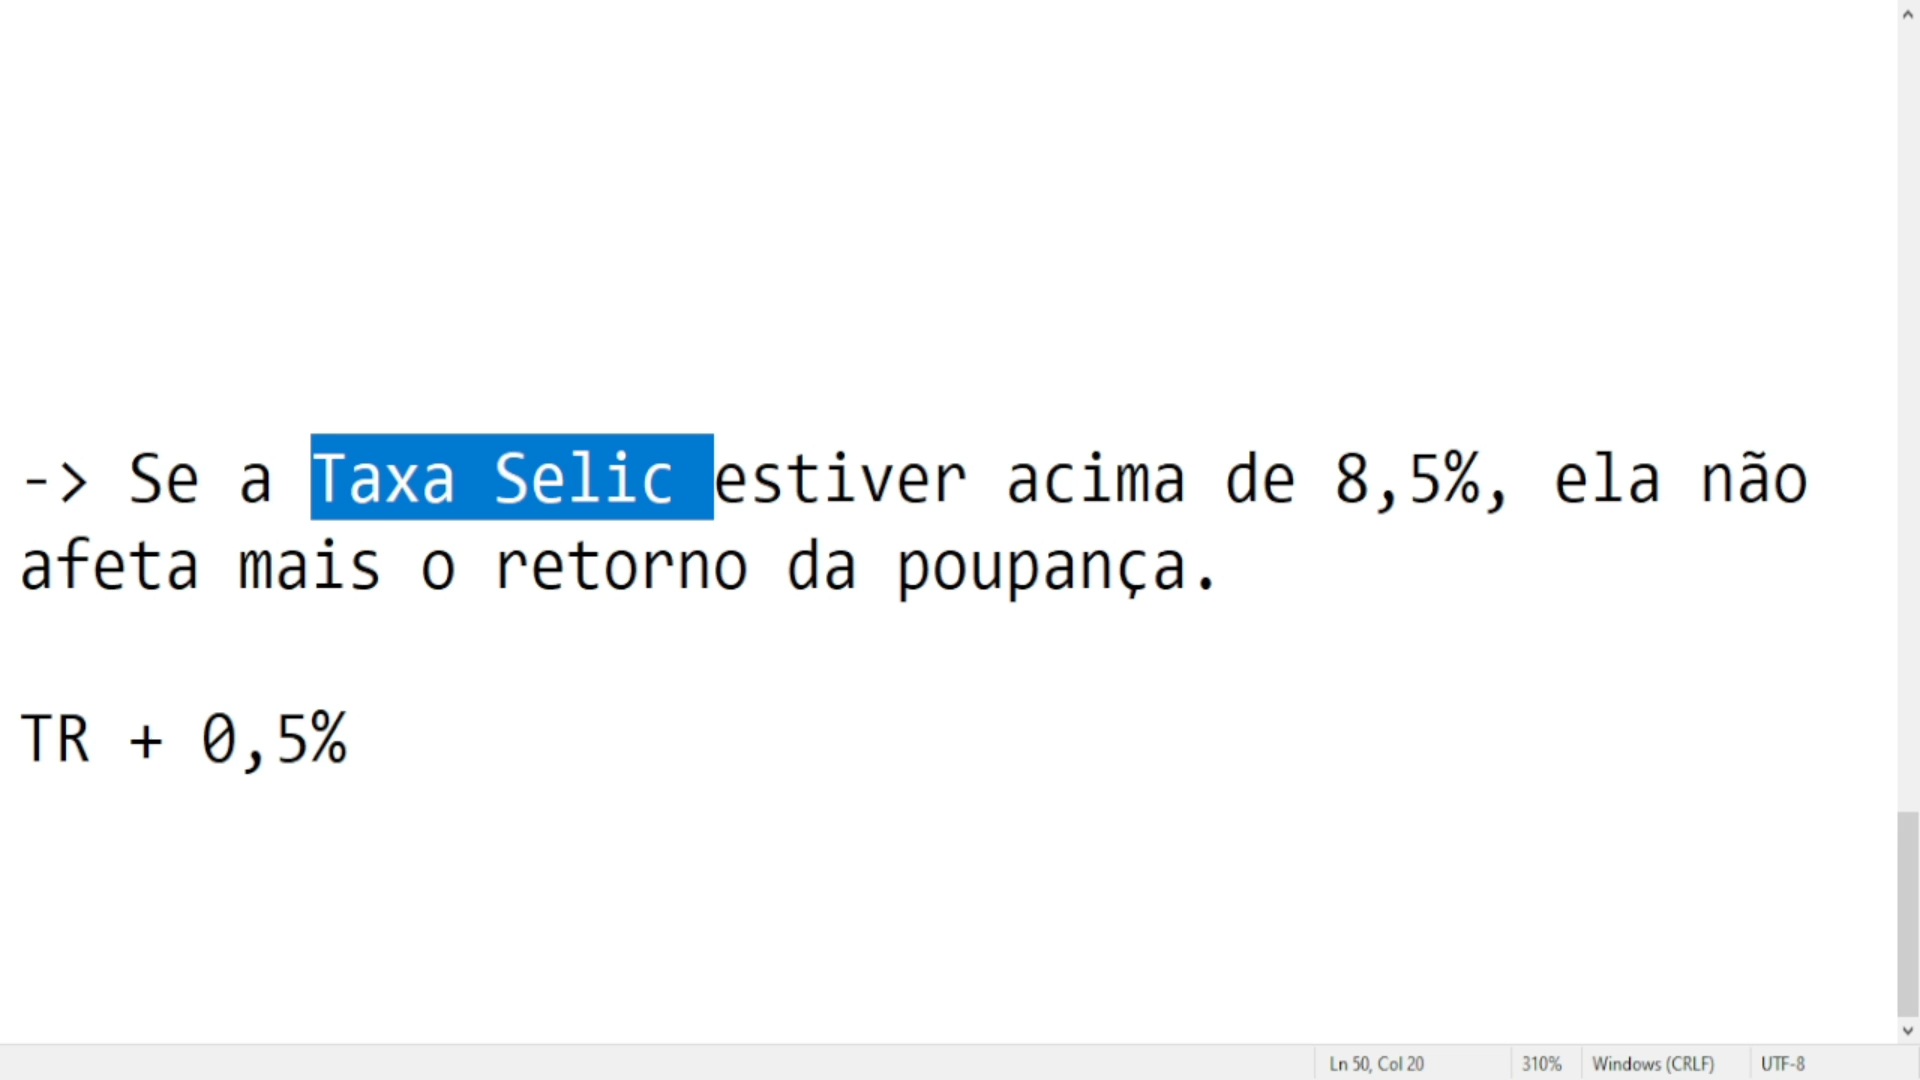 -> Se a Taxa Selic estiver acima de 8,5%, ela não
afeta mais o retorno da poupança.
TR + 0,5%
Ln 50, Col 20 310% Windows (CRLF) UTF-8